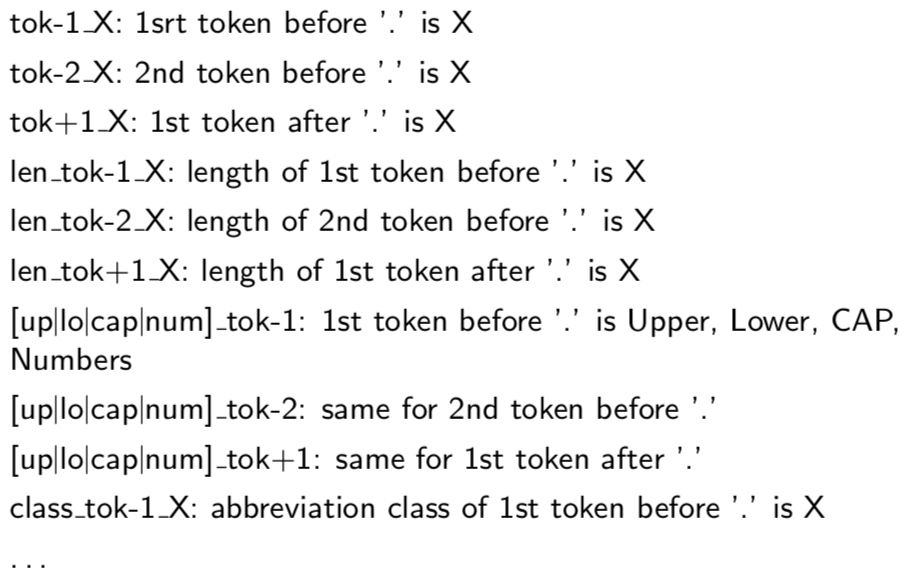 tok-1_X: 1srt token before '.' is X
tok-2_X: 2nd token before '.' is X
tok+1_X: 1st token after '.' is X
len_tok-1_X: length of 1st token before '.' is X
len_tok-2_X: length of 2nd token before '.' is X
len_tok+1_X: length of 1st token after '.' is X
[up|lo|cap|num]_tok-1: 1st token before '.' is Upper, Lower, CAP,
Numbers
[up|lo|cap|num]_tok-2: same for 2nd token before '.'
[up|lo|cap|num]_tok+1: same for 1st token after '.'
class_tok-1_X: abbreviation class of 1st token before '.' is X
...